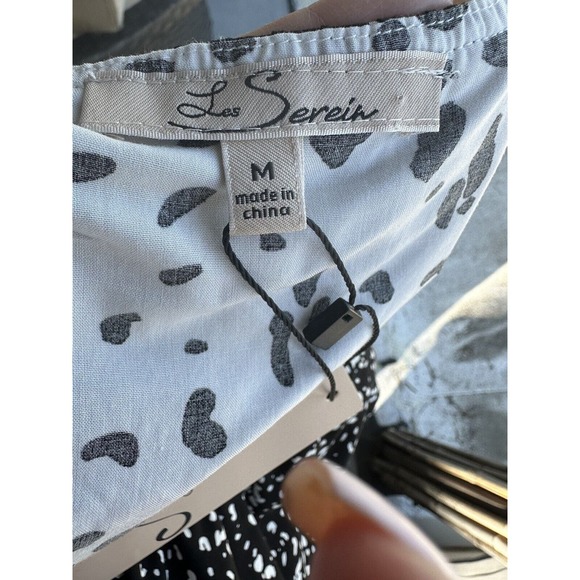 Les Serein
M
made in
china